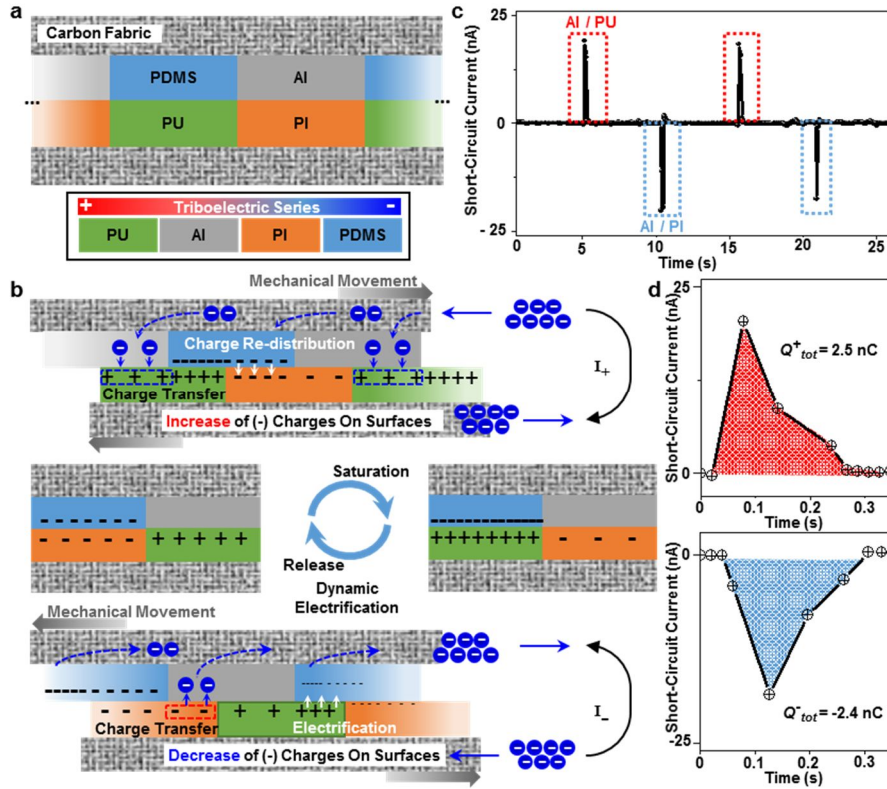 a
Carbon Fabric
PDMS
Al
PU
PI
...
...
+ Triboelectric Series -
PU
Al
PI
PDMS
b
Mechanical Movement
Charge Re-distribution
Charge Transfer
Increase of (-) Charges On Surfaces
I+
Saturation
Release
Dynamic
Electrification
Mechanical Movement
Charge Transfer
Electrification
Decrease of (-) Charges On Surfaces
I-
c
Short-Circuit Current (nA)
25
0
- 25
Al / PU
Al / PI
0
5
10
15
20
25
Time (s)
d
Short-Circuit Current (nA)
25
0
Q+tot = 2.5 nC
0
0.1
0.2
0.3
Time (s)
Short-Circuit Current (nA)
0
-25
Q-tot = -2.4 nC
0
0.1
0.2
0.3
Time (s)